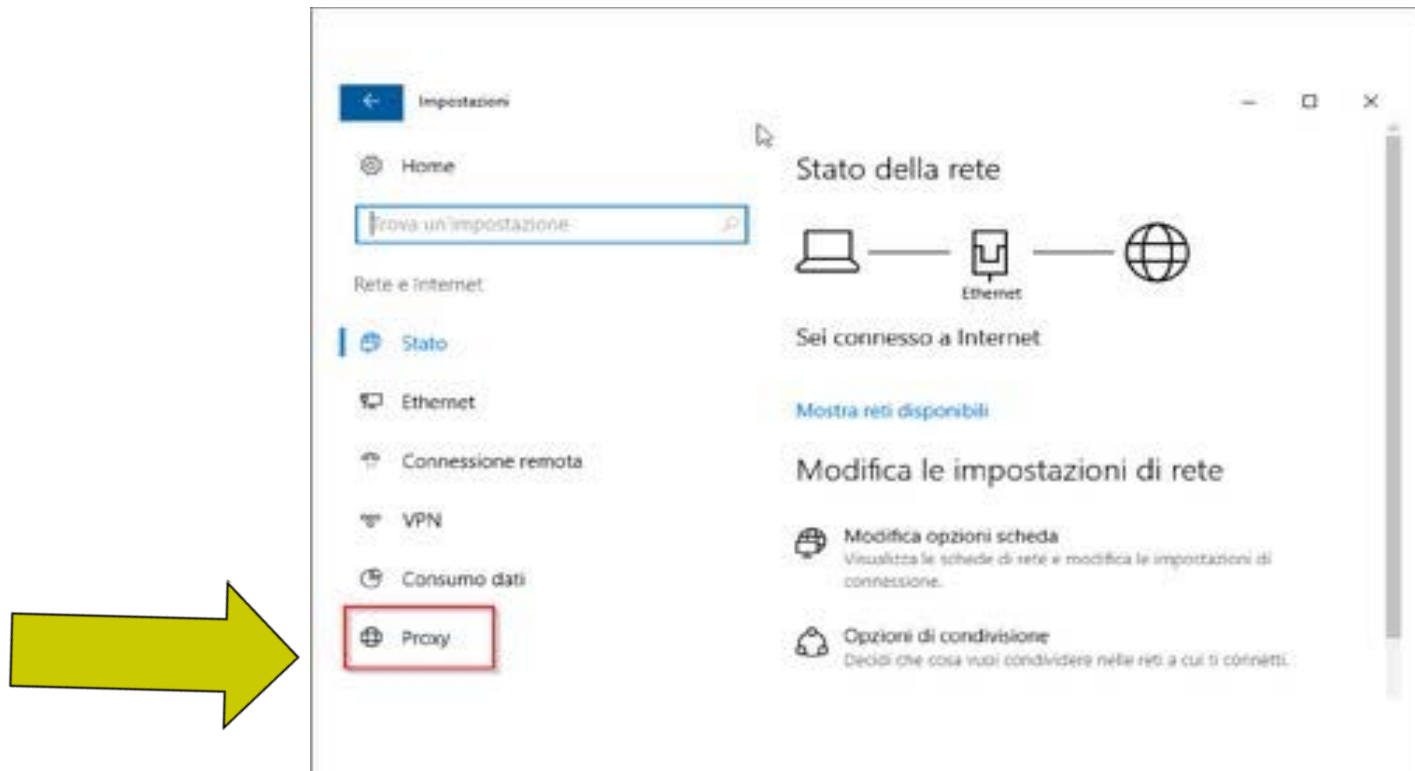 Impostazioni
Home
Trova un'impostazione
Rete e Internet
Stato
Ethernet
Connessione remota
VPN
Consumo dati
Proxy
Stato della rete
Ethernet
Sei connesso a Internet
Mostra reti disponibili
Modifica le impostazioni di rete
Modifica opzioni scheda
Visualizza le schede di rete e modifica le impostazioni di
connessione.
Opzioni di condivisione
Decidi che cosa vuoi condividere nelle reti a cui ti connetti.